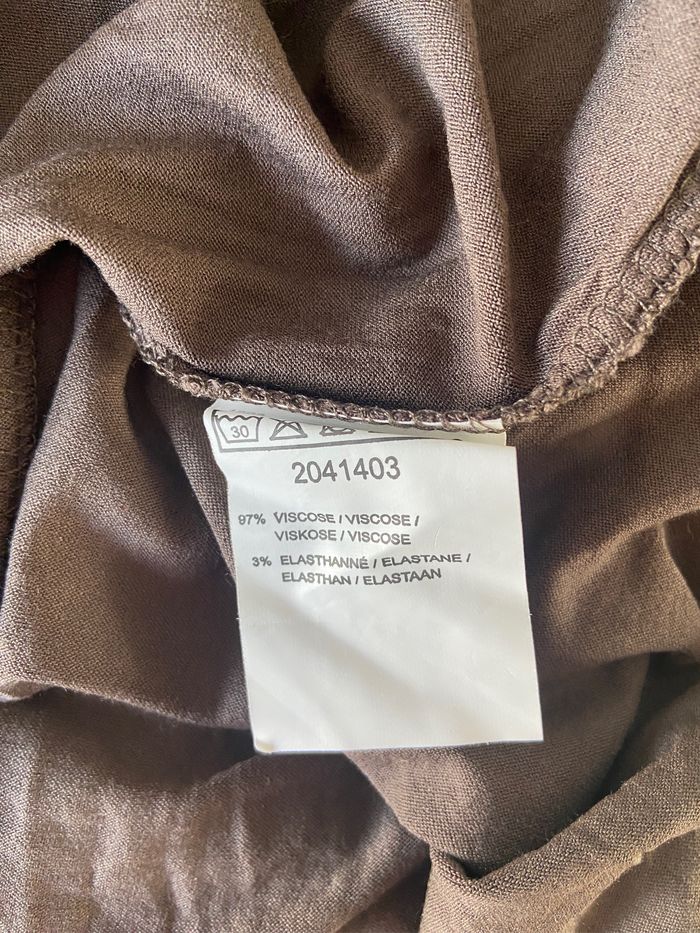 30
2041403
97% VISCOSE / VISCOSE /
VISKOSE / VISCOSE
3% ELASTHANNÉ / ELASTANE /
ELASTHAN / ELASTAAN